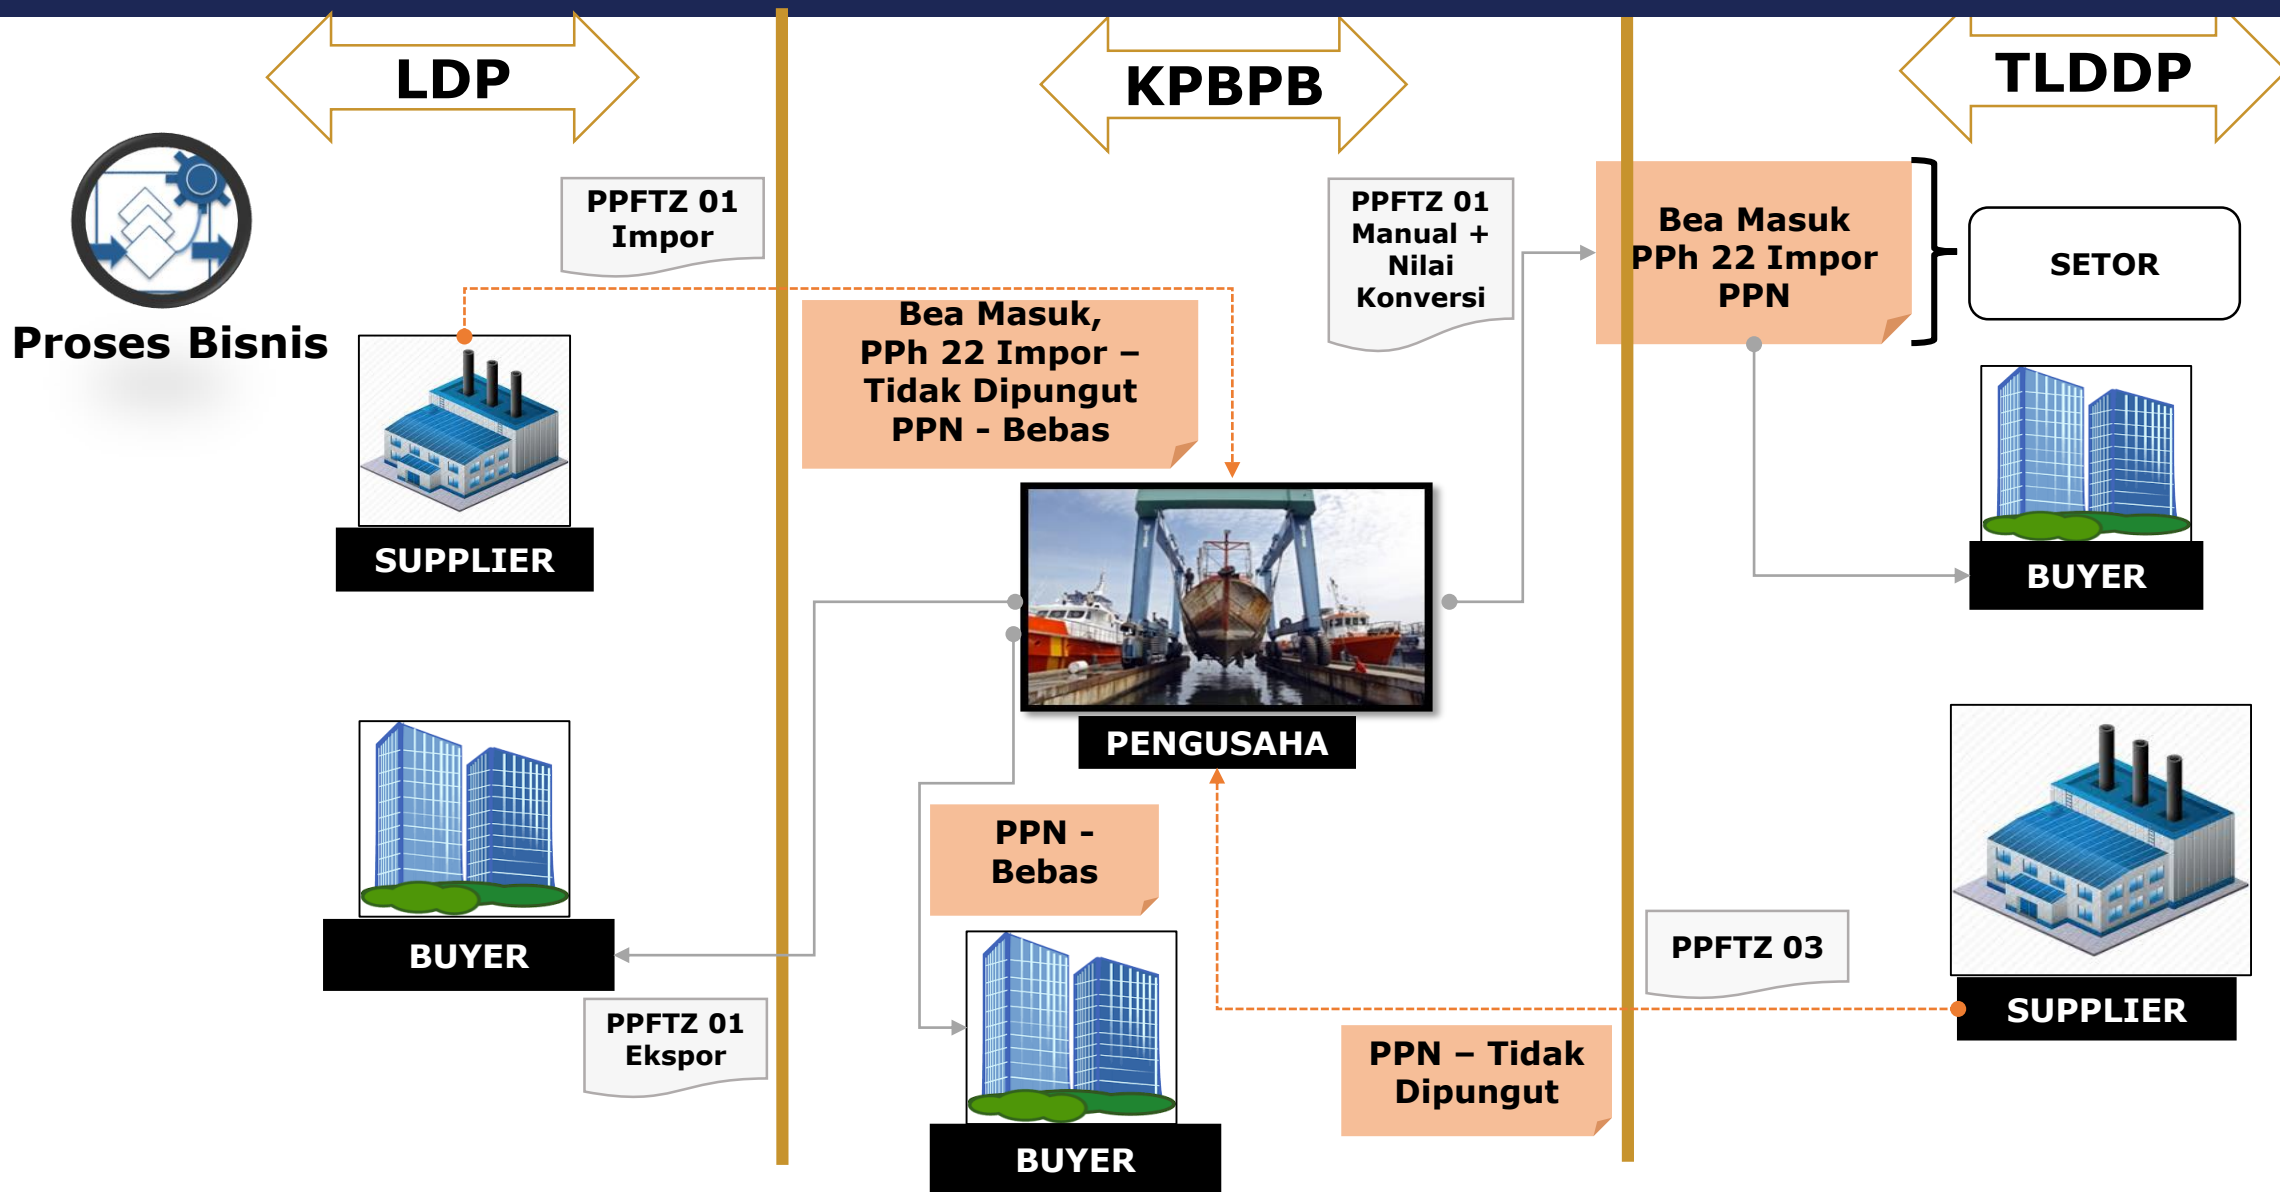 LDP
KPBPB
TLDDP
Proses Bisnis
PPFTZ 01
Impor
SUPPLIER
Bea Masuk,
PPh 22 Impor –
Tidak Dipungut
PPN - Bebas
PPFTZ 01
Manual +
Nilai
Konversi
Bea Masuk
PPh 22 Impor
PPN
SETOR
BUYER
PENGUSAHA
BUYER
PPFTZ 01
Ekspor
PPN -
Bebas
BUYER
PPFTZ 03
PPN – Tidak
Dipungut
SUPPLIER